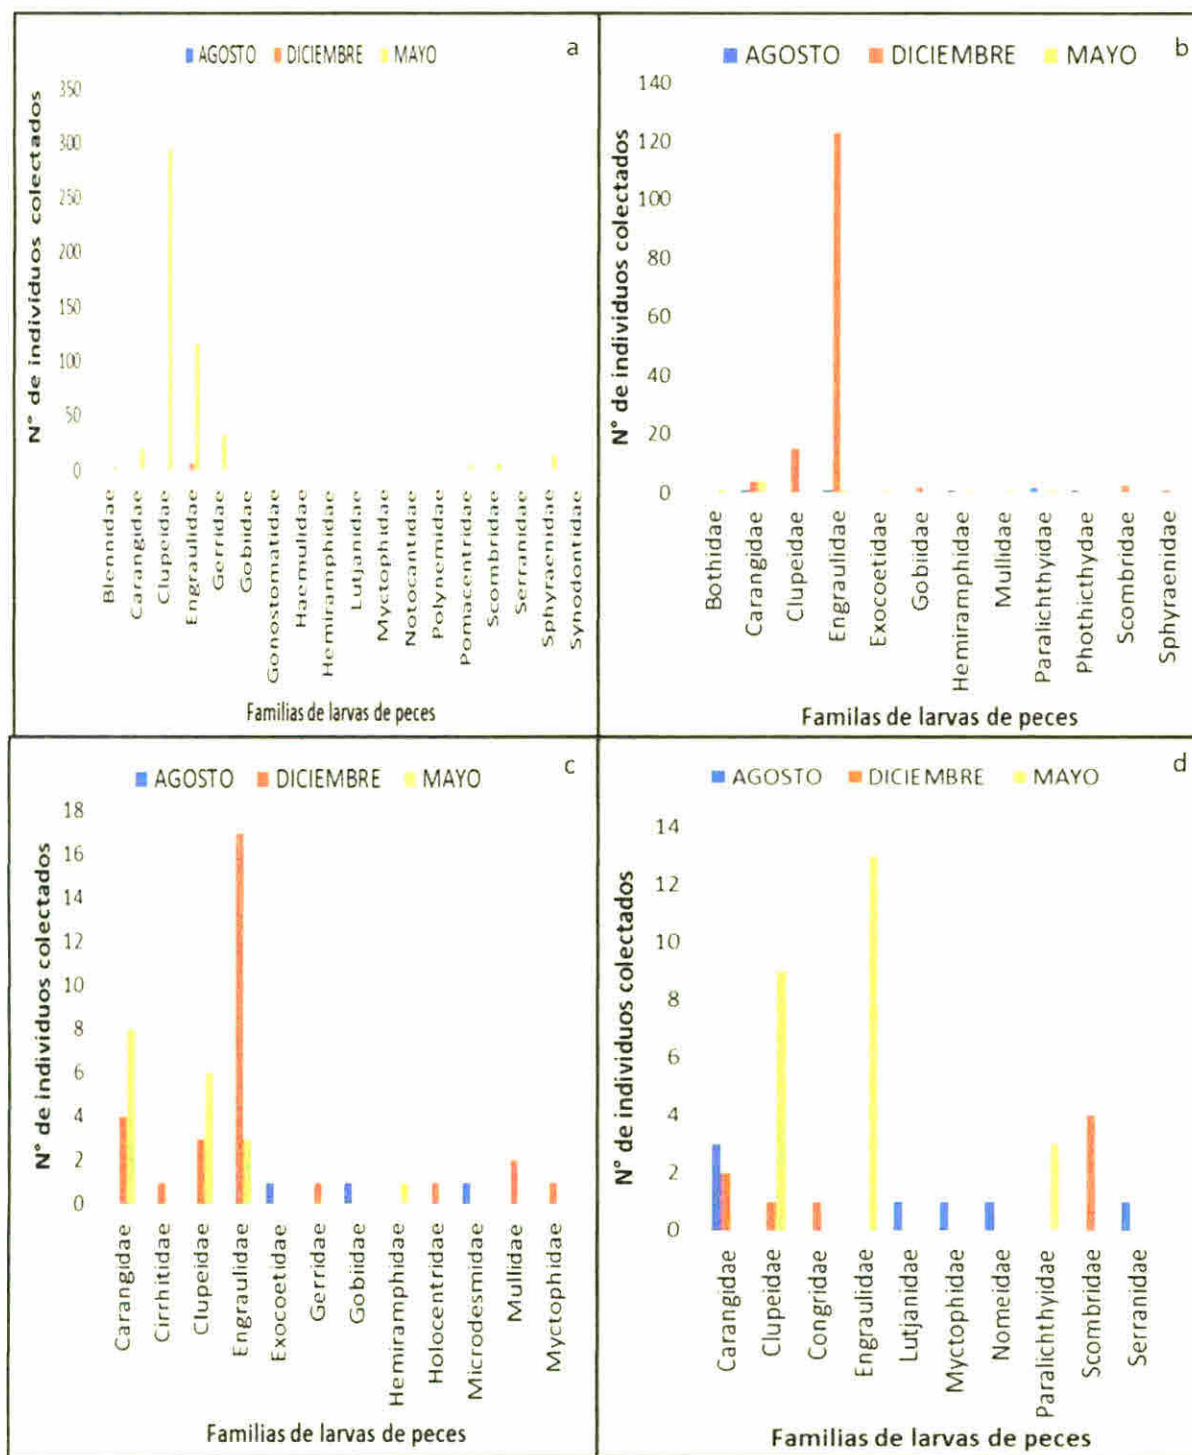 AGOSTO DICIEMBRE MAYO a
N° de individuos colectados
350
300
250
200
150
100
50
0
Blennidae
Carangidae
Clupeidae
Engraulidae
Gerridae
Gobiidae
Gonostomatidae
Haemulidae
Hemiramphidae
Lutjanidae
Myctophidae
Notocantidae
Polynemidae
Pomacentridae
Scombridae
Serranidae
Sphyraenidae
Synodontidae
Familias de larvas de peces
AGOSTO DICIEMBRE MAYO b
N° de individuos colectados
140
120
100
80
60
40
20
0
Bothidae
Carangidae
Clupeidae
Engraulidae
Exocoetidae
Gobiidae
Hemiramphidae
Mullidae
Paralichthyidae
Phothicthydae
Scombridae
Sphyraenidae
Familas de larvas de peces
AGOSTO DICIEMBRE MAYO c
N° de individuos colectados
18
16
14
12
10
8
6
4
2
0
Carangidae
Cirrhitidae
Clupeidae
Engraulidae
Exocoetidae
Gerridae
Gobiidae
Hemiramphidae
Holocentridae
Microdesmidae
Mullidae
Myctophidae
Familias de larvas de peces
AGOSTO DICIEMBRE MAYO d
N° de individuos colectados
14
12
10
8
6
4
2
0
Carangidae
Clupeidae
Congridae
Engraulidae
Lutjanidae
Myctophidae
Nomeidae
Paralichthyidae
Scombridae
Serranidae
Familias de larvas de peces